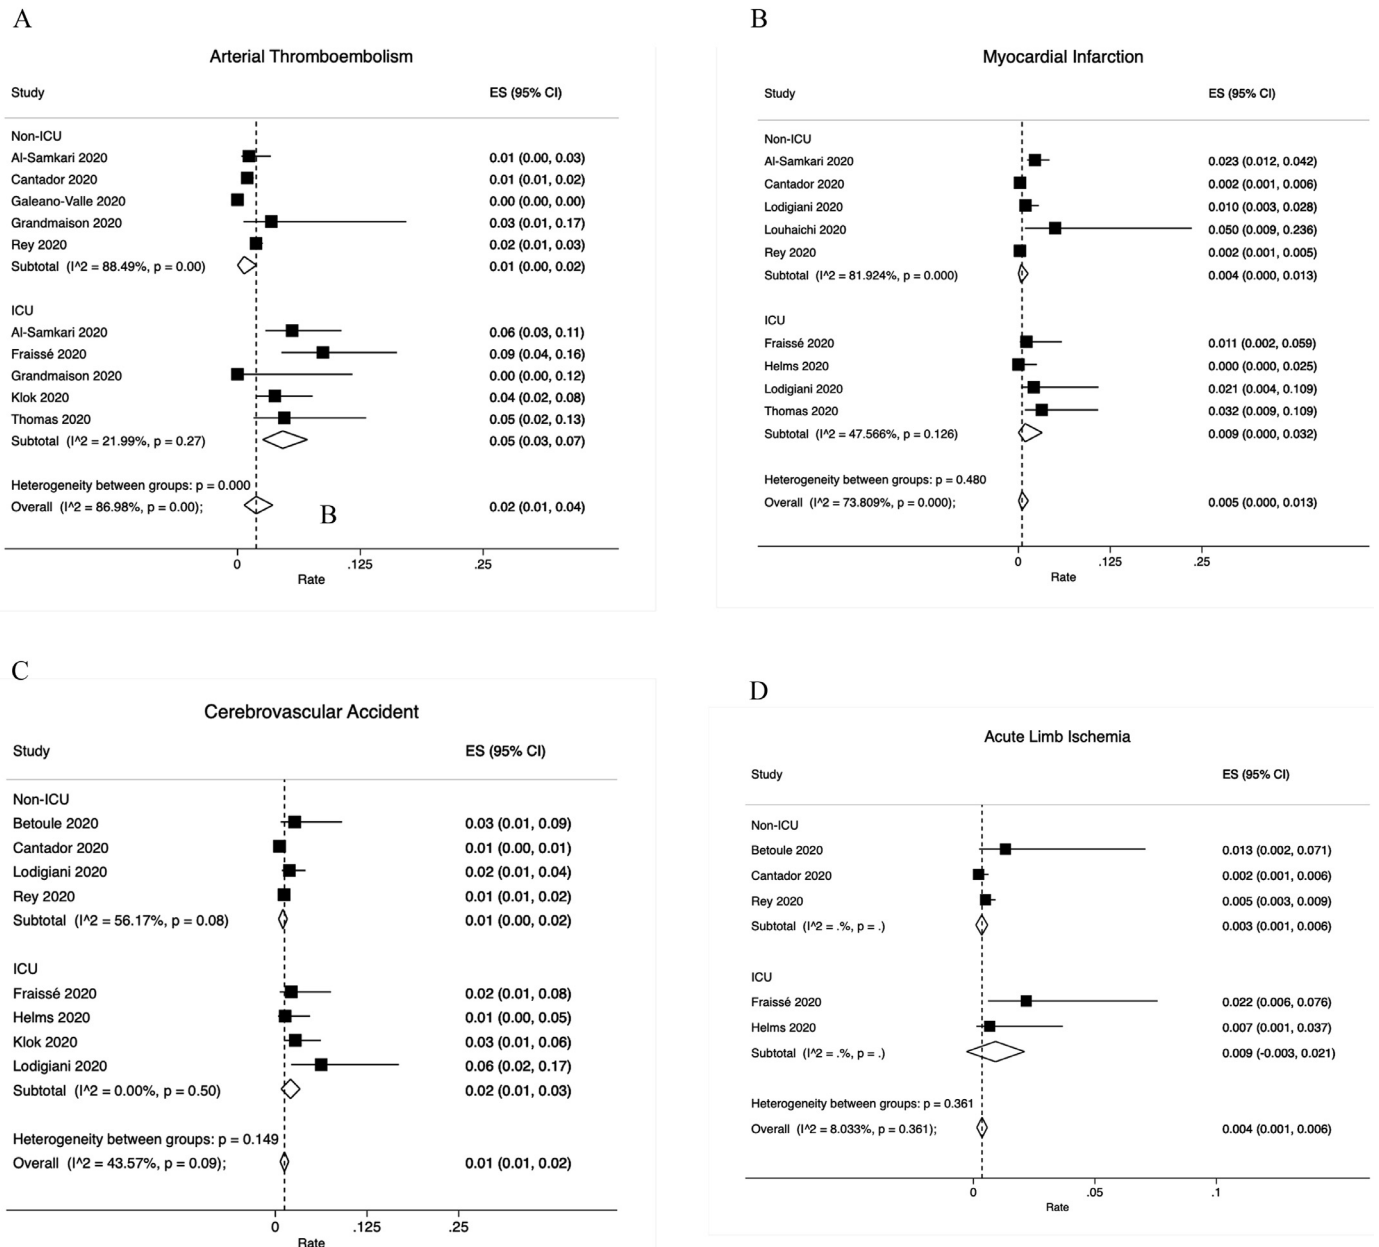 A
Arterial Thromboembolism
Study ES (95% CI)
Non-ICU
Al-Samkari 2020 0.01 (0.00, 0.03)
Cantador 2020 0.01 (0.01, 0.02)
Galeano-Valle 2020 0.00 (0.00, 0.00)
Grandmaison 2020 0.03 (0.01, 0.17)
Rey 2020 0.02 (0.01, 0.03)
Subtotal (I^2 = 88.49%, p = 0.00) 0.01 (0.00, 0.02)
ICU
Al-Samkari 2020 0.06 (0.03, 0.11)
Fraissé 2020 0.09 (0.04, 0.16)
Grandmaison 2020 0.00 (0.00, 0.12)
Klok 2020 0.04 (0.02, 0.08)
Thomas 2020 0.05 (0.02, 0.13)
Subtotal (I^2 = 21.99%, p = 0.27) 0.05 (0.03, 0.07)
Heterogeneity between groups: p = 0.000
Overall (I^2 = 86.98%, p = 0.00); 0.02 (0.01, 0.04)
B
0 .125 .25
Rate
B
Myocardial Infarction
Study ES (95% CI)
Non-ICU
Al-Samkari 2020 0.023 (0.012, 0.042)
Cantador 2020 0.002 (0.001, 0.006)
Lodigiani 2020 0.010 (0.003, 0.028)
Louhaichi 2020 0.050 (0.009, 0.236)
Rey 2020 0.002 (0.001, 0.005)
Subtotal (I^2 = 81.924%, p = 0.000) 0.004 (0.000, 0.013)
ICU
Fraissé 2020 0.011 (0.002, 0.059)
Helms 2020 0.000 (0.000, 0.025)
Lodigiani 2020 0.021 (0.004, 0.109)
Thomas 2020 0.032 (0.009, 0.109)
Subtotal (I^2 = 47.566%, p = 0.126) 0.009 (0.000, 0.032)
Heterogeneity between groups: p = 0.480
Overall (I^2 = 73.809%, p = 0.000); 0.005 (0.000, 0.013)
0 .125 .25
Rate
C
Cerebrovascular Accident
Study ES (95% CI)
Non-ICU
Betoule 2020 0.03 (0.01, 0.09)
Cantador 2020 0.01 (0.00, 0.01)
Lodigiani 2020 0.02 (0.01, 0.04)
Rey 2020 0.01 (0.01, 0.02)
Subtotal (I^2 = 56.17%, p = 0.08) 0.01 (0.00, 0.02)
ICU
Fraissé 2020 0.02 (0.01, 0.08)
Helms 2020 0.01 (0.00, 0.05)
Klok 2020 0.03 (0.01, 0.06)
Lodigiani 2020 0.06 (0.02, 0.17)
Subtotal (I^2 = 0.00%, p = 0.50) 0.02 (0.01, 0.03)
Heterogeneity between groups: p = 0.149
Overall (I^2 = 43.57%, p = 0.09); 0.01 (0.01, 0.02)
0 .125 .25
Rate
D
Acute Limb Ischemia
Study ES (95% CI)
Non-ICU
Betoule 2020 0.013 (0.002, 0.071)
Cantador 2020 0.002 (0.001, 0.006)
Rey 2020 0.005 (0.003, 0.009)
Subtotal (I^2 = .%, p = .) 0.003 (0.001, 0.006)
ICU
Fraissé 2020 0.022 (0.006, 0.076)
Helms 2020 0.007 (0.001, 0.037)
Subtotal (I^2 = .%, p = .) 0.009 (-0.003, 0.021)
Heterogeneity between groups: p = 0.361
Overall (I^2 = 8.033%, p = 0.361); 0.004 (0.001, 0.006)
0 .05 .1
Rate